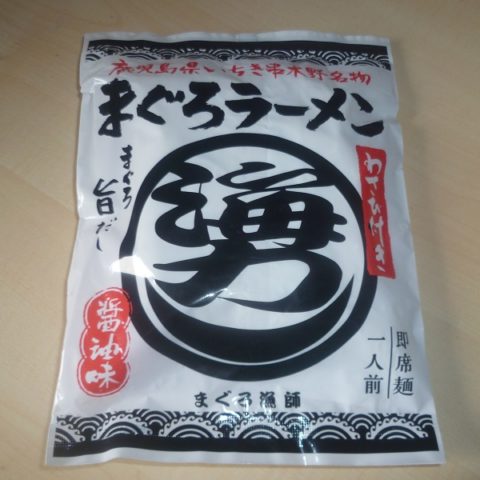 鹿児島県いちき串木野名物
まぐろラーメン
わさび付き
まぐろ
旨だし
醤油味
即席麺
一人前
まぐろ漁師